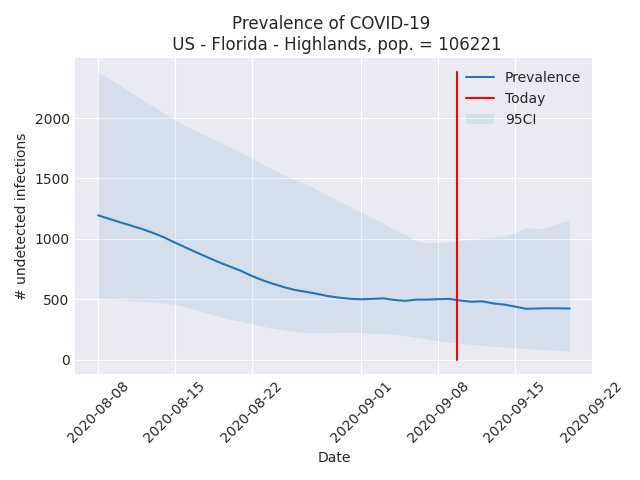 Prevalence of COVID-19
US - Florida - Highlands, pop. = 106221
Prevalence
Today
95CI
# undetected infections
2000
1500
1000
500
0
2020-08-08
2020-08-15
2020-08-22
2020-09-01
2020-09-08
2020-09-15
2020-09-22
Date